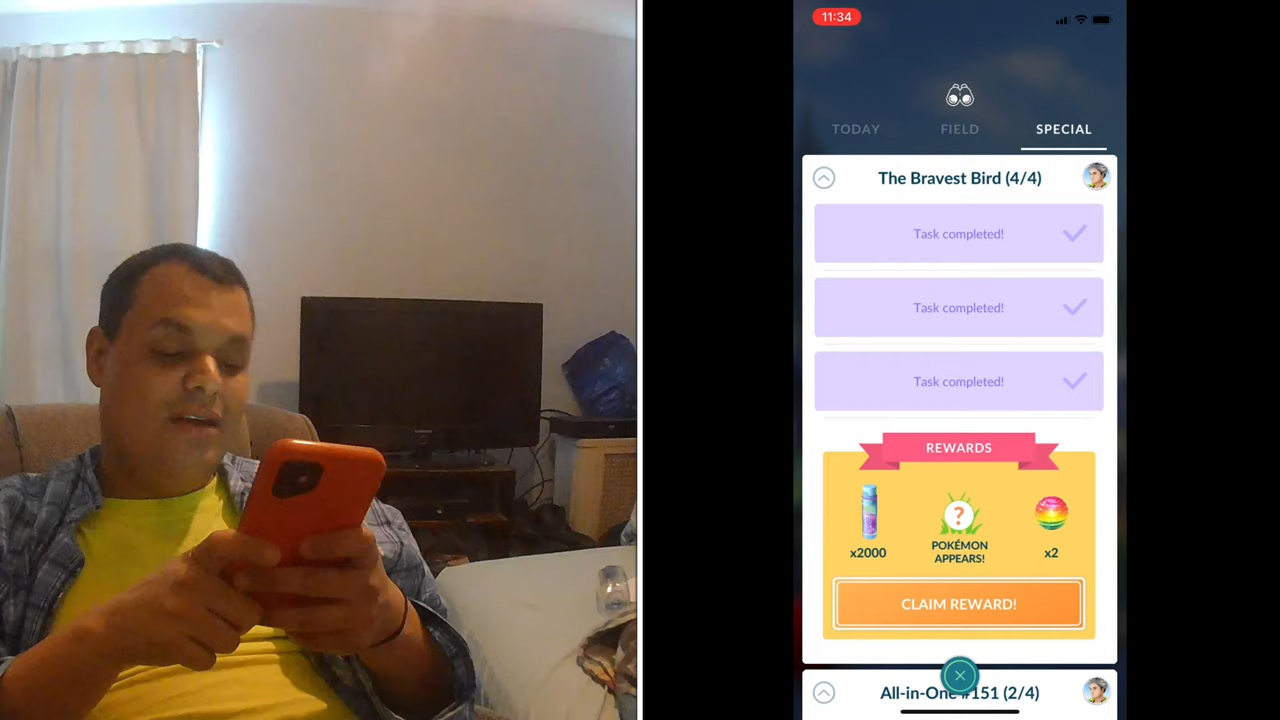 11:34
TODAY
FIELD
SPECIAL
The Bravest Bird (4/4)
Task completed!
Task completed!
Task completed!
REWARDS
?
x2000
POKÉMON
APPEARS!
x2
CLAIM REWARD!
All-in-One #151 (2/4)